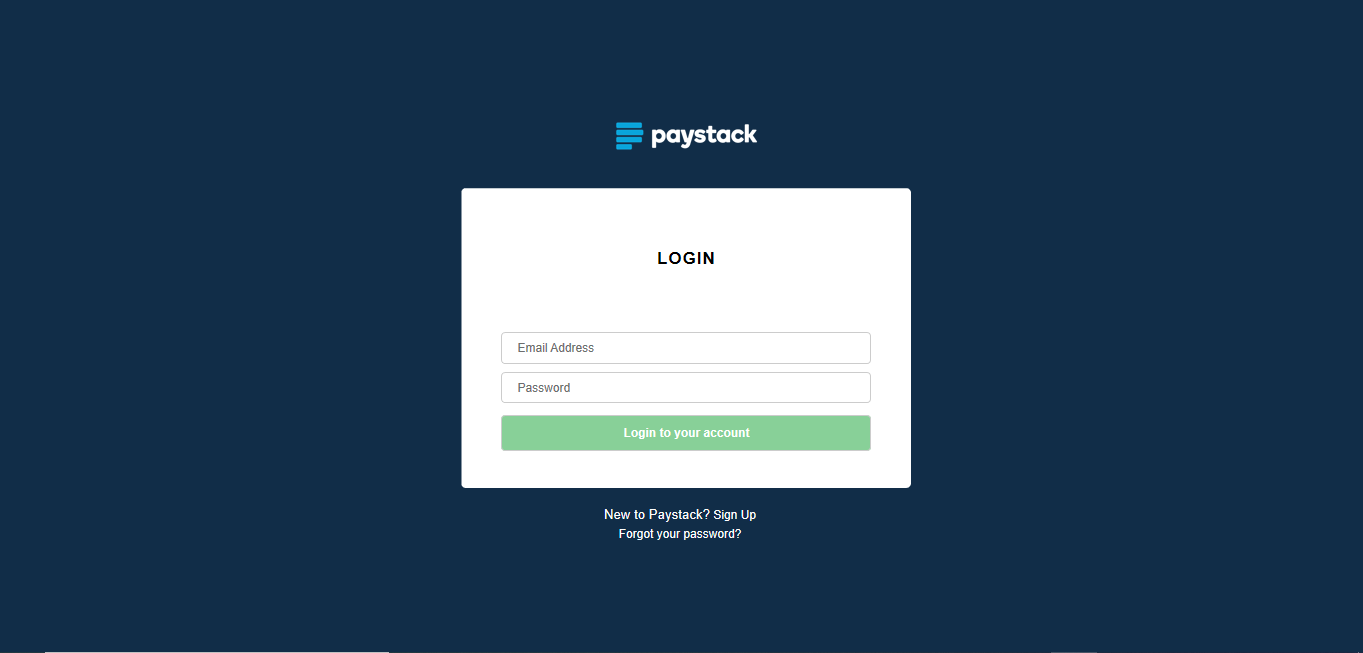 paystack
LOGIN
Email Address
Password
Login to your account
New to Paystack? Sign Up
Forgot your password?